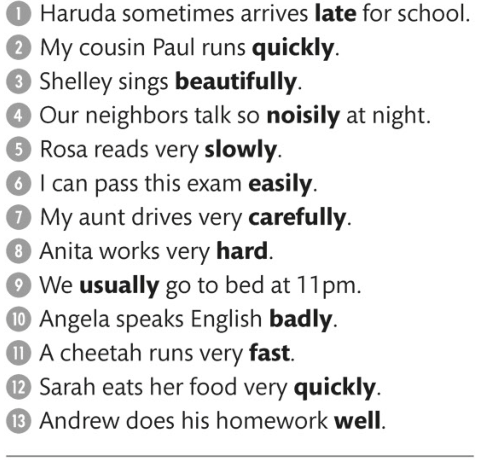 1 Haruda sometimes arrives late for school.
2 My cousin Paul runs quickly.
3 Shelley sings beautifully.
4 Our neighbors talk so noisily at night.
5 Rosa reads very slowly.
6 I can pass this exam easily.
7 My aunt drives very carefully.
8 Anita works very hard.
9 We usually go to bed at 11pm.
10 Angela speaks English badly.
11 A cheetah runs very fast.
12 Sarah eats her food very quickly.
13 Andrew does his homework well.